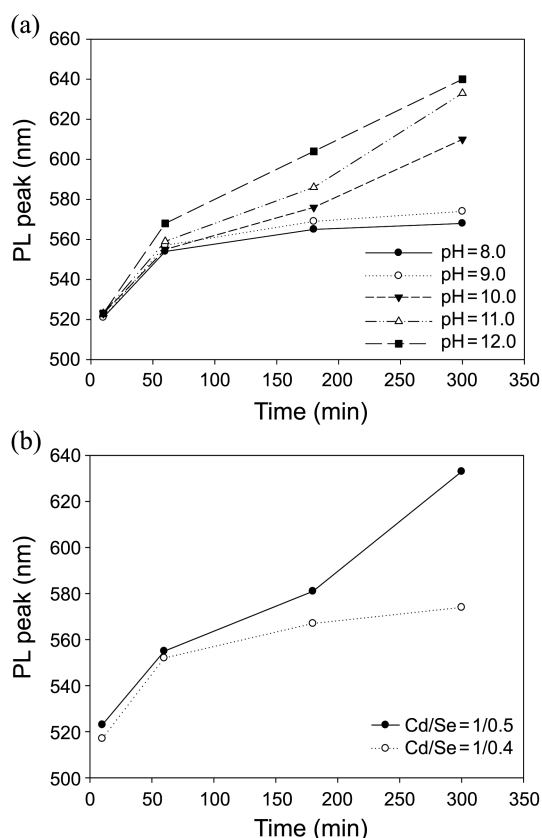 (a)
660
640
620
600
580
560
540
520
500
PL peak (nm)
pH=8.0
pH=9.0
pH=10.0
pH=11.0
pH=12.0
0 50 100 150 200 250 300 350
Time (min)
(b)
640
620
600
580
560
540
520
500
PL peak (nm)
Cd/Se=1/0.5
Cd/Se=1/0.4
0 50 100 150 200 250 300 350
Time (min)